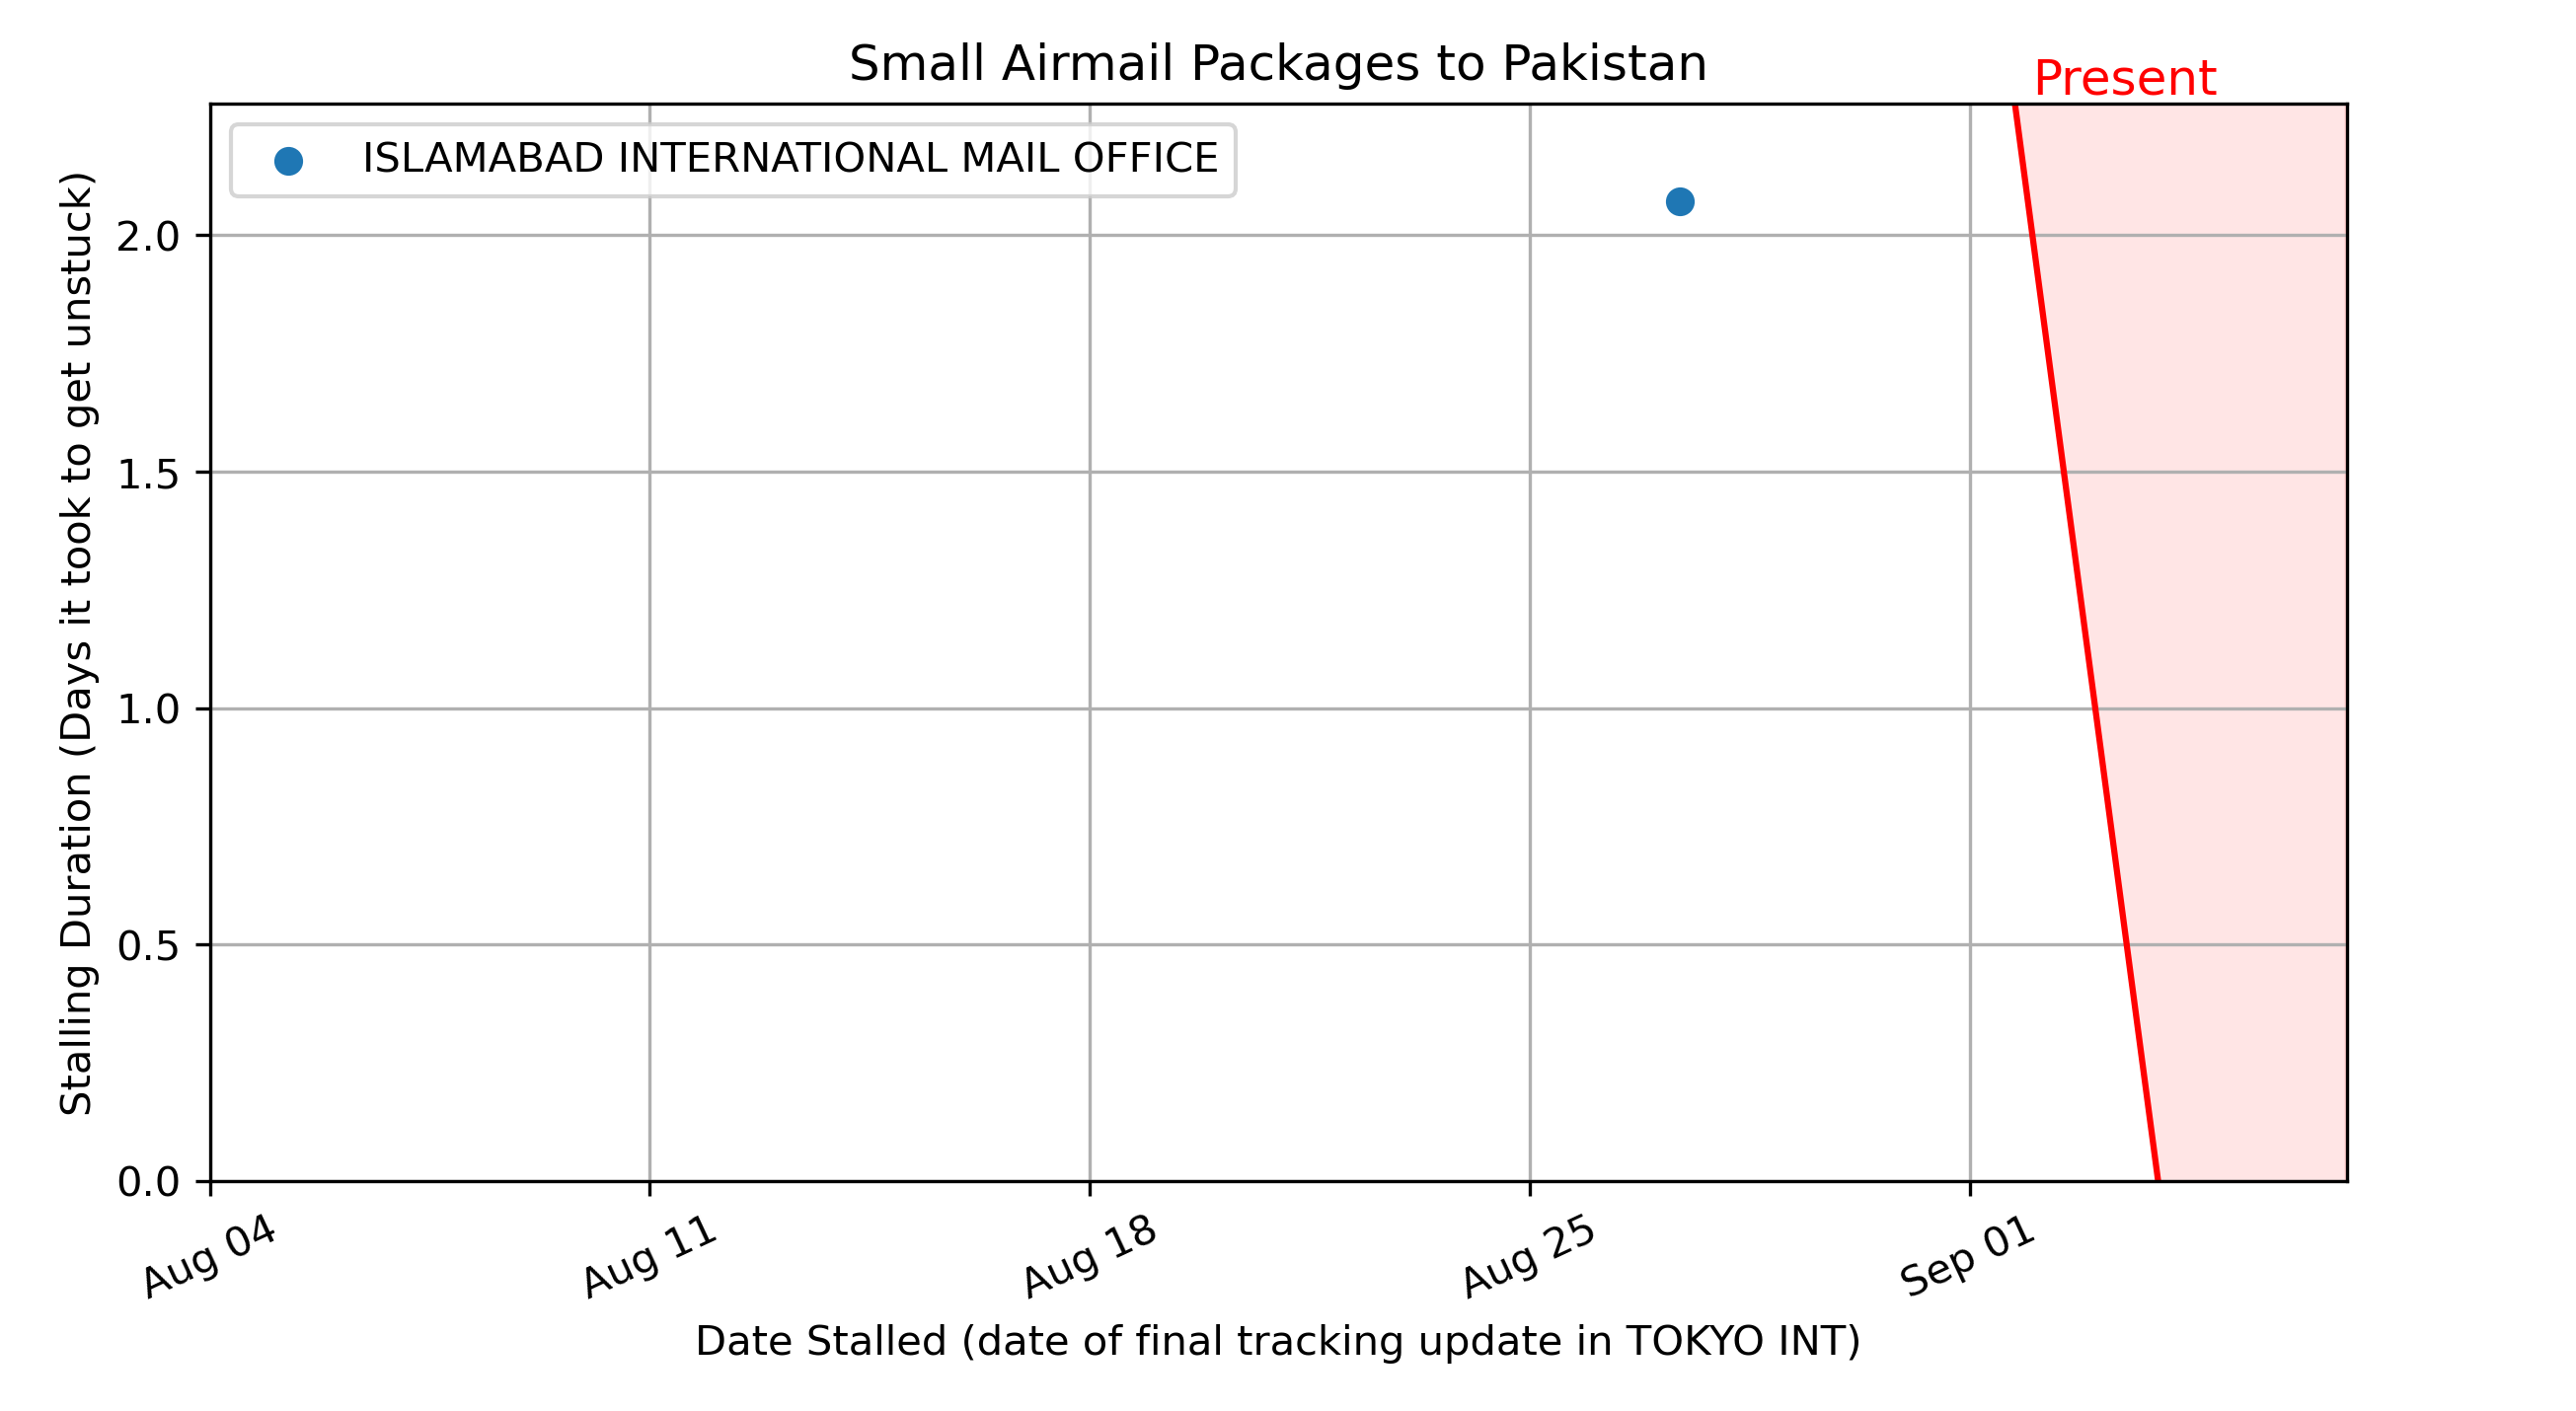 Small Airmail Packages to Pakistan
Present
ISLAMABAD INTERNATIONAL MAIL OFFICE
Stalling Duration (Days it took to get unstuck)
2.0
1.5
1.0
0.5
0.0
Aug 04
Aug 11
Aug 18
Aug 25
Sep 01
Date Stalled (date of final tracking update in TOKYO INT)